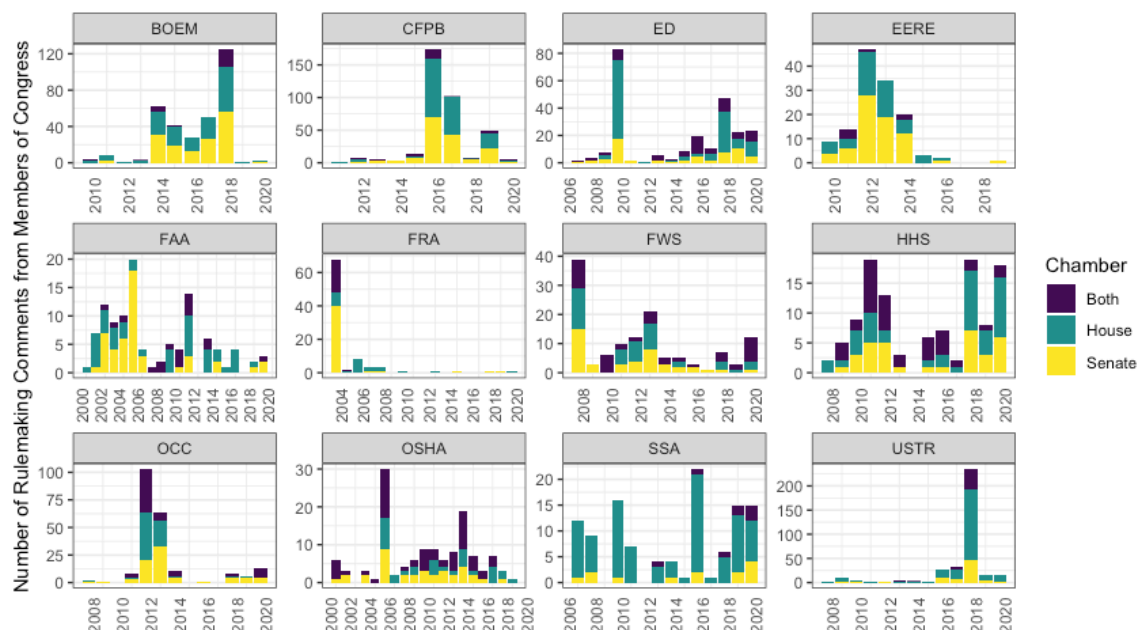 Number of Rulemaking Comments from Members of Congress
BOEM
120
80
40
0
2010 2012 2014 2016 2018 2020
CFPB
150
100
50
0
2012 2014 2016 2018 2020
ED
80
60
40
20
0
2006 2008 2010 2012 2014 2016 2018 2020
EERE
40
30
20
10
0
2012 2014 2016 2018
FAA
20
15
10
5
0
2000 2002 2004 2006 2008 2010 2012 2014 2016 2018 2020
FRA
60
40
20
0
2004 2006 2008 2010 2012 2014 2016 2018 2020
FWS
40
30
20
10
0
2008 2010 2012 2014 2016 2018 2020
HHS
15
10
5
0
2008 2010 2012 2014 2016 2018 2020
OCC
100
75
50
25
0
2008 2010 2012 2014 2016 2018 2020
OSHA
30
20
10
0
2000 2002 2004 2006 2008 2010 2012 2014 2016 2018 2020
SSA
20
15
10
5
0
2006 2008 2010 2012 2014 2016 2018 2020
USTR
200
150
100
50
0
2008 2010 2012 2014 2016 2018 2020
Chamber
Both
House
Senate